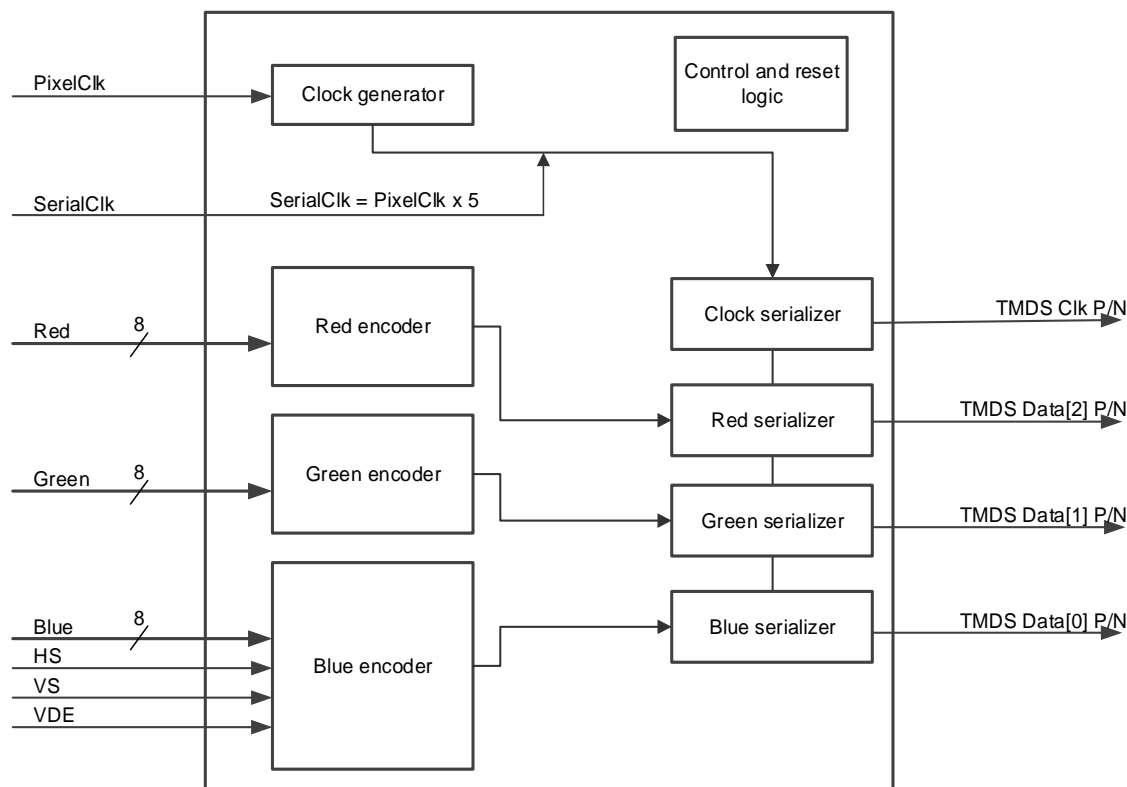 PixelClk
Clock generator
Control and reset
logic
SerialClk
SerialClk = PixelClk x 5
Red
8
Red encoder
Clock serializer
TMDS Clk P/N
Red serializer
TMDS Data[2] P/N
Green
8
Green encoder
Green serializer
TMDS Data[1] P/N
Blue
8
HS
VS
VDE
Blue encoder
Blue serializer
TMDS Data[0] P/N